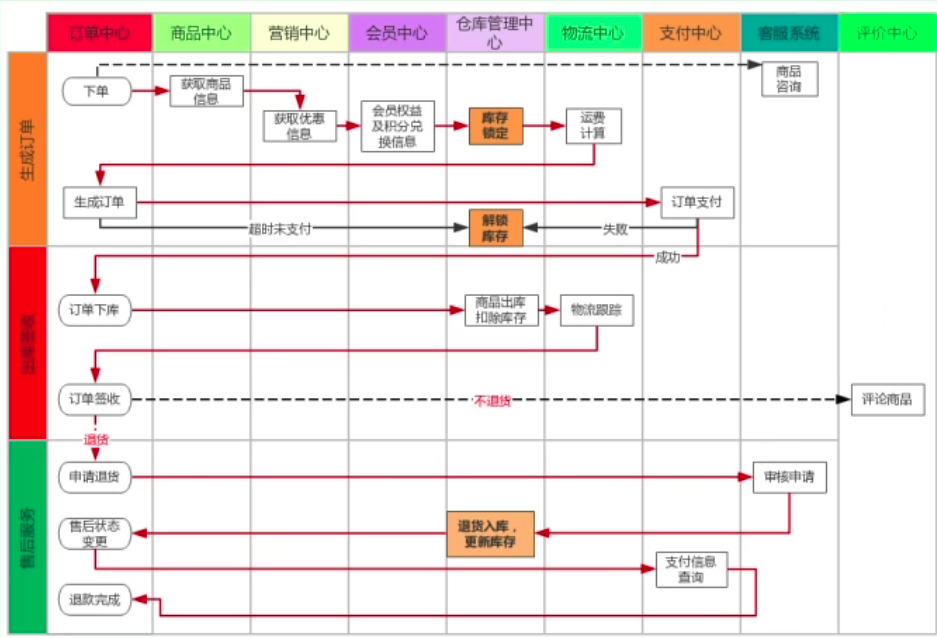 订单中心
商品中心
营销中心
会员中心
仓库管理中
心
物流中心
支付中心
客服系统
评价中心
生成订单
下单
获取商品
信息
获取优惠
信息
会员权益
及积分兑
换信息
库存
锁定
运费
计算
商品
咨询
生成订单
订单支付
超时未支付
解锁
库存
失败
成功
订单下库
商品出库
扣除库存
物流跟踪
订单签收
不退货
评论商品
退货
售后服务
申请退货
审核申请
售后状态
变更
退货入库，
更新库存
支付信息
查询
退款完成